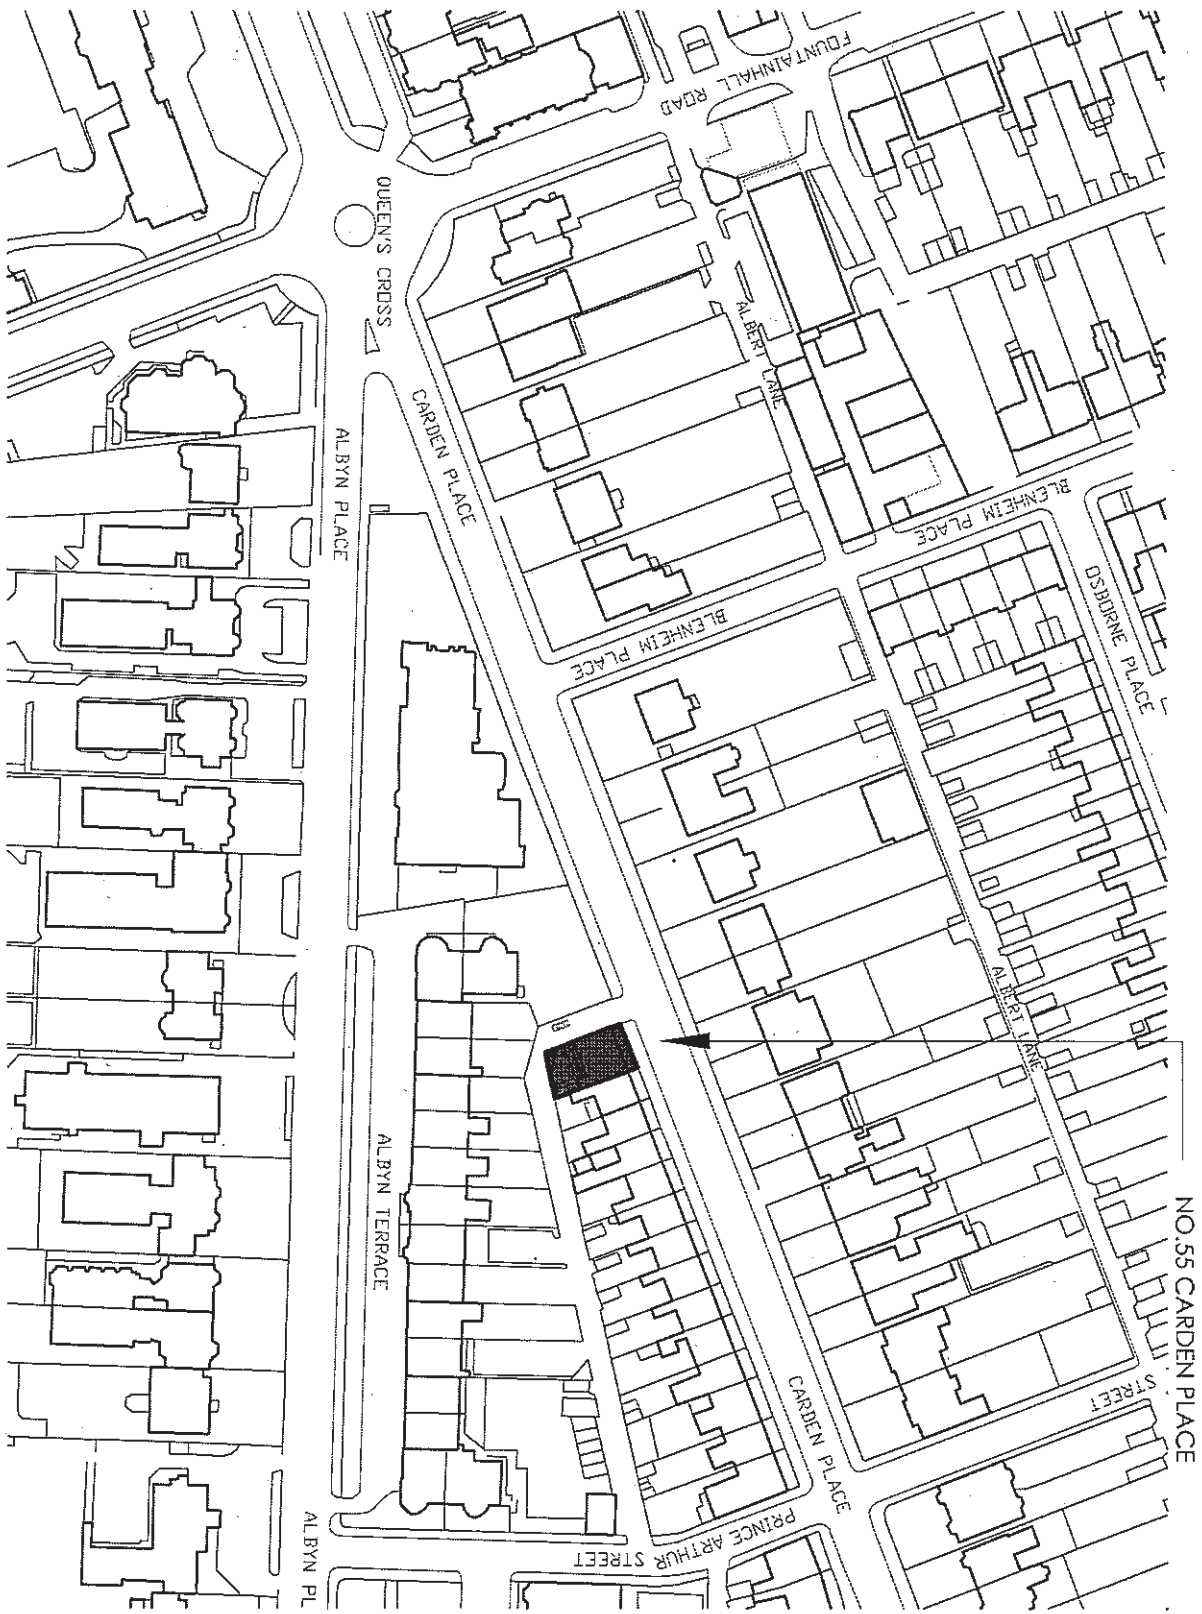 FOUNTAINHALL
ROAD
QUEEN'S CROSS
ALBERT LANE
CARDEN PLACE
ALBYN PLACE
BLENHEIM PLACE
BLENHEIM PLACE
OSBORNE PLACE
ALBERT LANE
ALBYN TERRACE
NO.55 CARDEN PLACE
CARDEN PLACE
STREET
PRINCE ARTHUR STREET
ALBYN PL